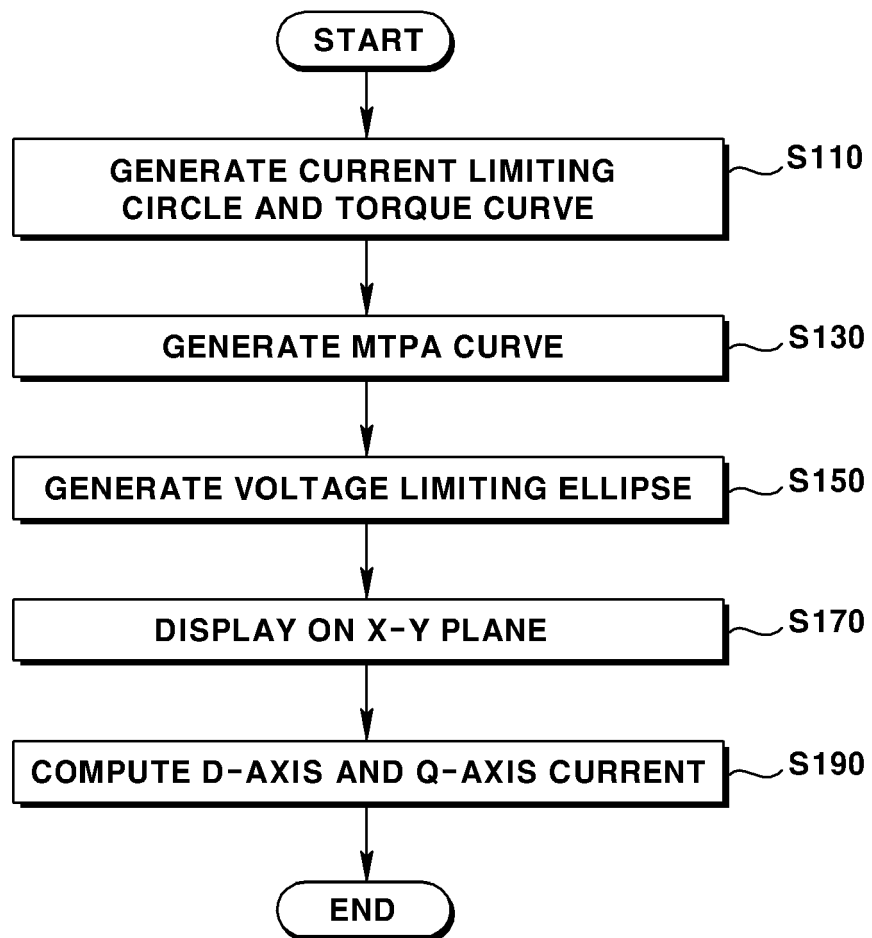 START
GENERATE CURRENT LIMITING
CIRCLE AND TORQUE CURVE
S110
GENERATE MTPA CURVE
S130
GENERATE VOLTAGE LIMITING ELLIPSE
S150
DISPLAY ON X-Y PLANE
S170
COMPUTE D-AXIS AND Q-AXIS CURRENT
S190
END